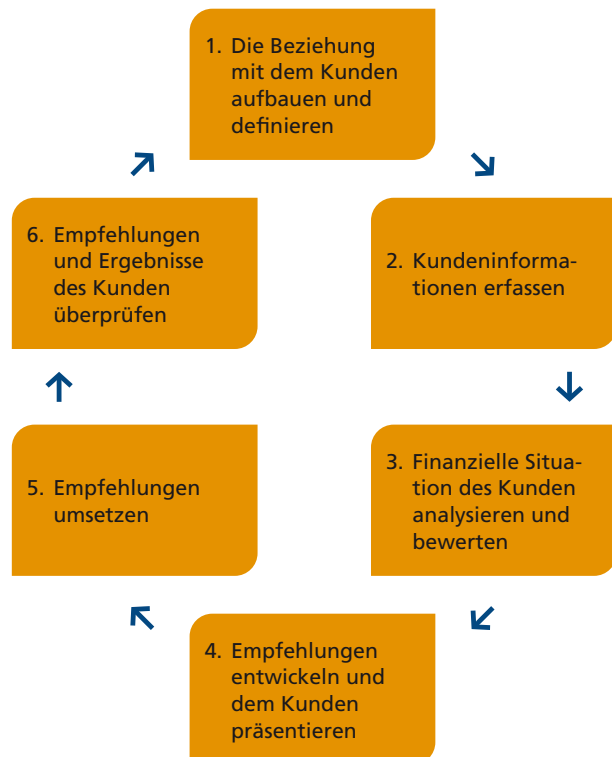 1. Die Beziehung
mit dem Kunden
aufbauen und
definieren
2. Kundeninforma-
tionen erfassen
3. Finanzielle Situa-
tion des Kunden
analysieren und
bewerten
4. Empfehlungen
entwickeln und
dem Kunden
präsentieren
5. Empfehlungen
umsetzen
6. Empfehlungen
und Ergebnisse
des Kunden
überprüfen